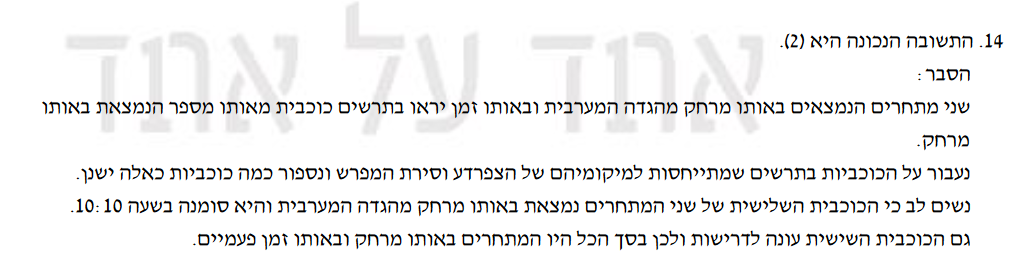 אחד על אחד
14. התשובה הנכונה היא (2).
הסבר :
שני מתחרים הנמצאים באותו מרחק מהגדה המערבית ובאותו זמן יראו בתרשים כוכבית מאותו מספר הנמצאת באותו
מרחק.
נעבור על הכוכביות בתרשים שמתייחסות למיקומיהם של הצפרדע וסירת המפרש ונספור כמה כוכביות כאלה ישנן.
נשים לב כי הכוכבית השלישית של שני המתחרים נמצאת באותו מרחק מהגדה המערבית והיא סומנה בשעה 10:10.
גם הכוכבית השישית עונה לדרישות ולכן בסך הכל היו המתחרים באותו מרחק ובאותו זמן פעמיים.